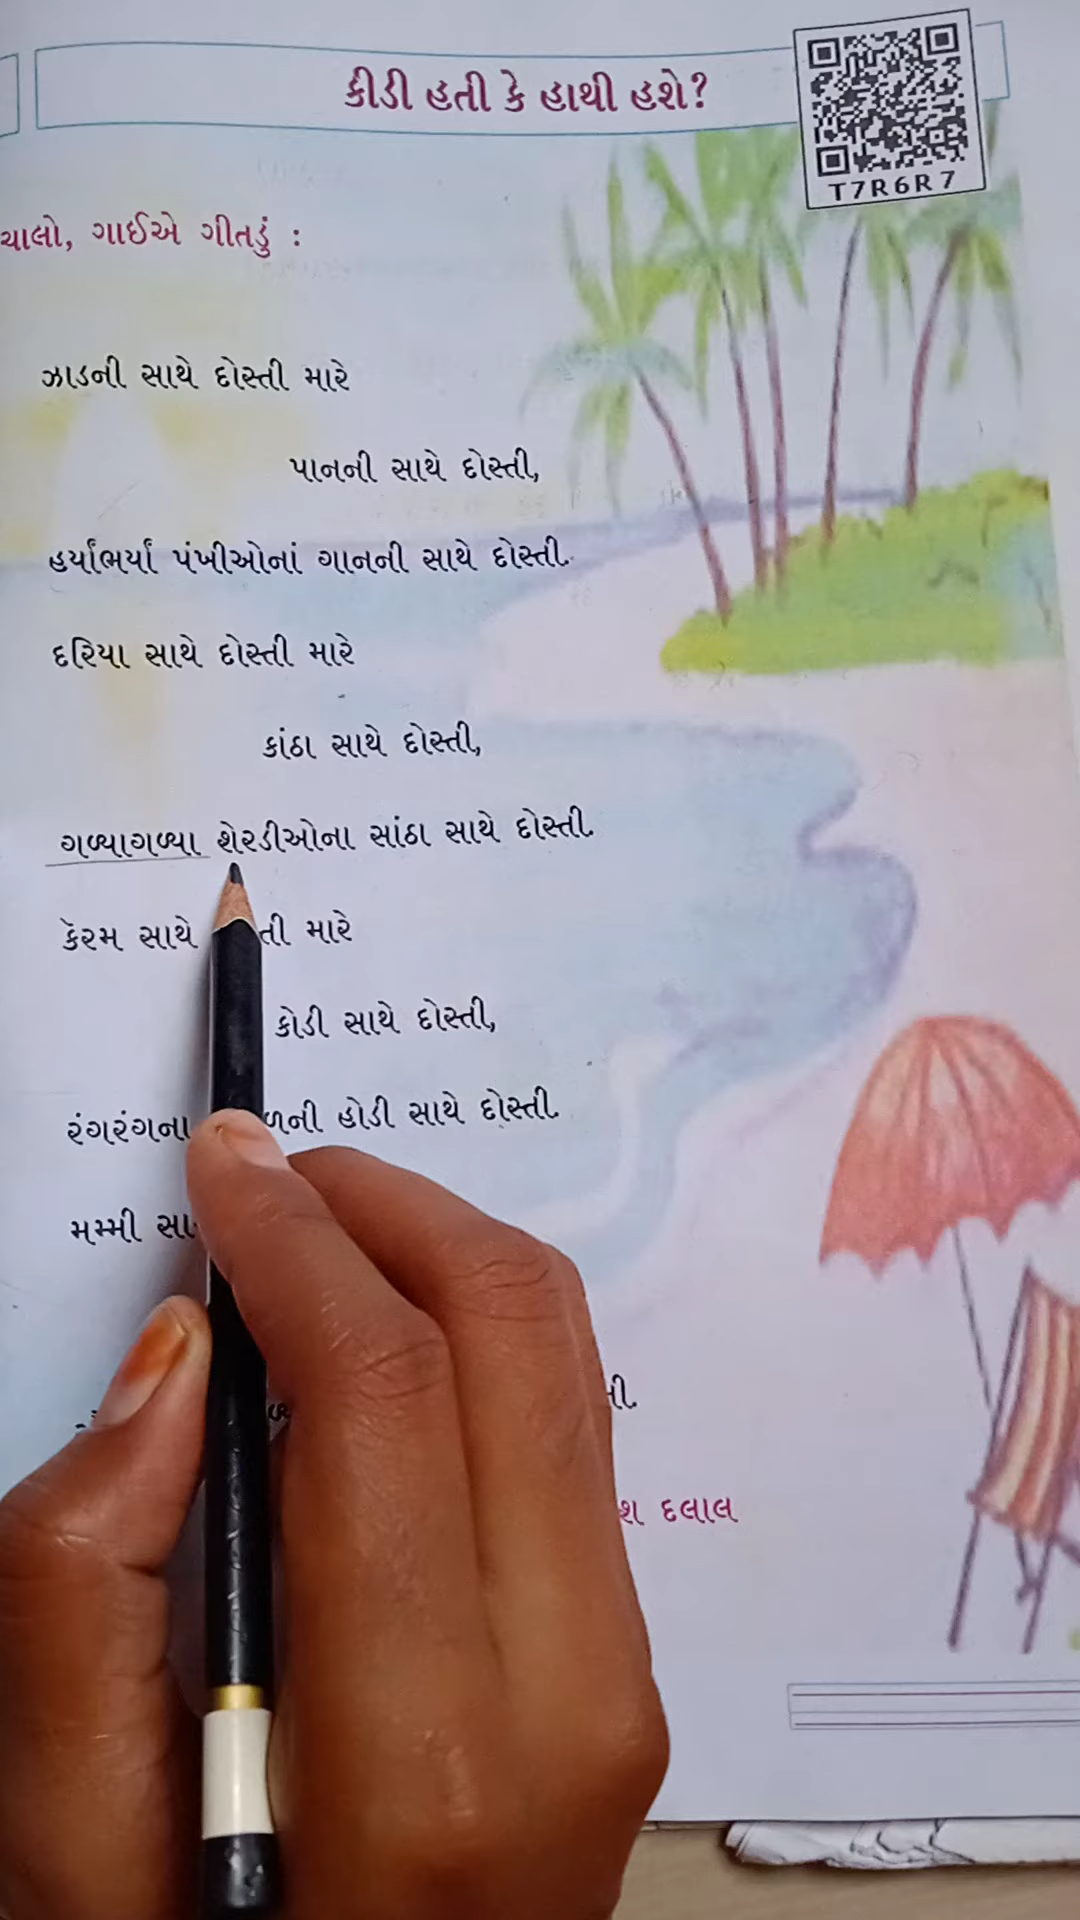 કીડી હતી કે હાથી હશે?
T7R6R7
ચાલો, ગાઈએ ગીતડું :
ઝાડની સાથે દોસ્તી મારે
પાનની સાથે દોસ્તી,
હર્યાંભર્યાં પંખીઓનાં ગાનની સાથે દોસ્તી.
દરિયા સાથે દોસ્તી મારે
કાંઠા સાથે દોસ્તી,
ગળ્યાગળ્યા શેરડીઓના સાંઠા સાથે દોસ્તી.
કૅરમ સાથે મારે
કોડી સાથે દોસ્તી,
રંગરંગના હોડી સાથે દોસ્તી.
મમ્મી
દલાલ